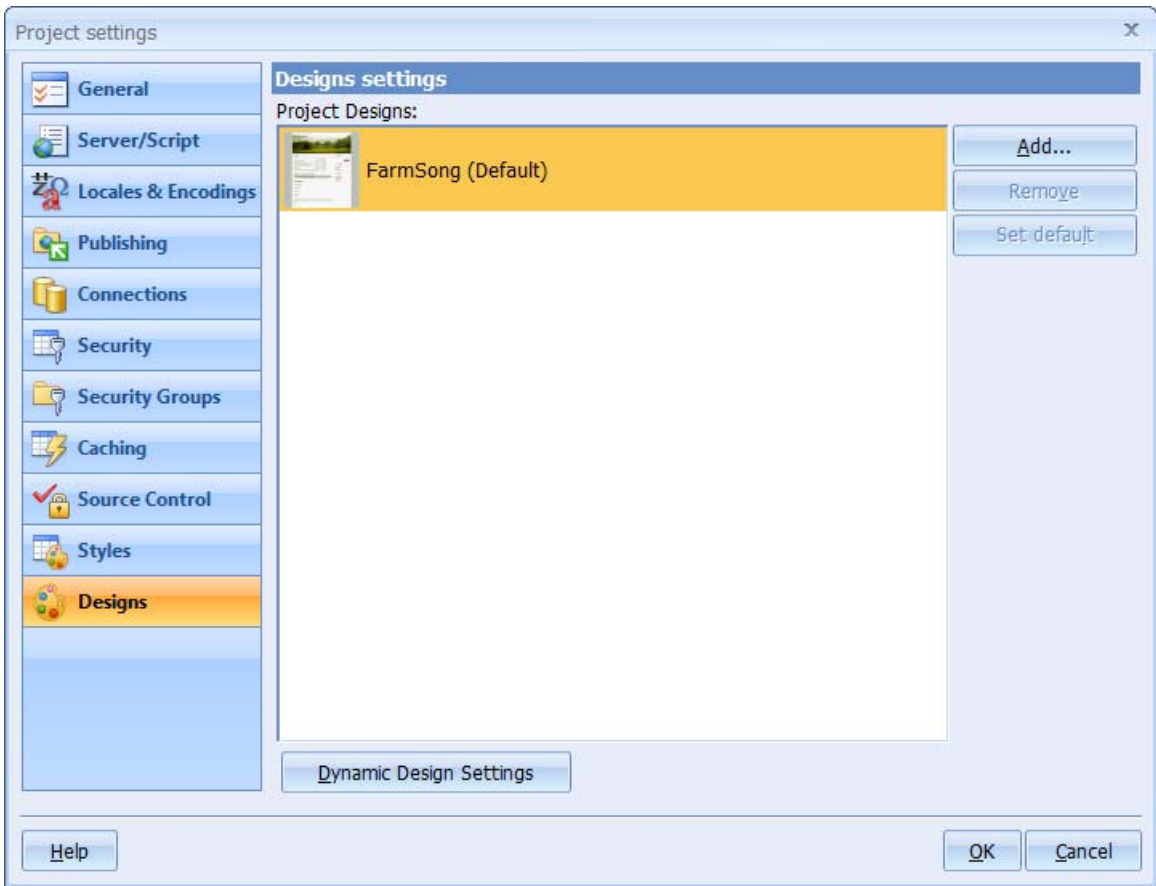 Project settings
x
General
Server/Script
Locales & Encodings
Publishing
Connections
Security
Security Groups
Caching
Source Control
Styles
Designs
Designs settings
Project Designs:
FarmSong (Default)
Add...
Remove
Set default
Dynamic Design Settings
Help
OK
Cancel